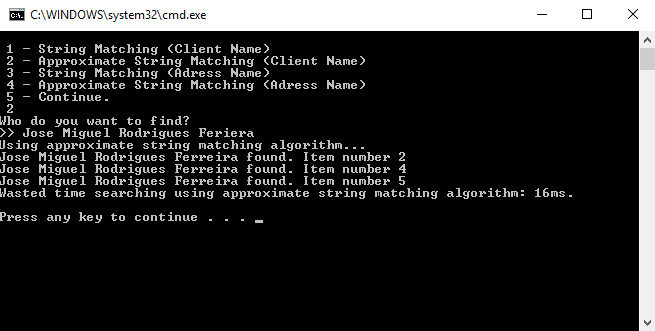 C:\WINDOWS\system32\cmd.exe
1 - String Matching (Client Name)
2 - Approximate String Matching (Client Name)
3 - String Matching (Adress Name)
4 - Approximate String Matching (Adress Name)
5 - Continue.
2
Who do you want to find?
>> Jose Miguel Rodrigues Feriera
Using approximate string matching algorithm...
Jose Miguel Rodrigues Ferreira found. Item number 2
Jose Miguel Rodrigues Ferreira found. Item number 4
Jose Miguel Rodrigues Ferreira found. Item number 5
Wasted time searching using approximate string matching algorithm: 16ms.
Press any key to continue . . . _